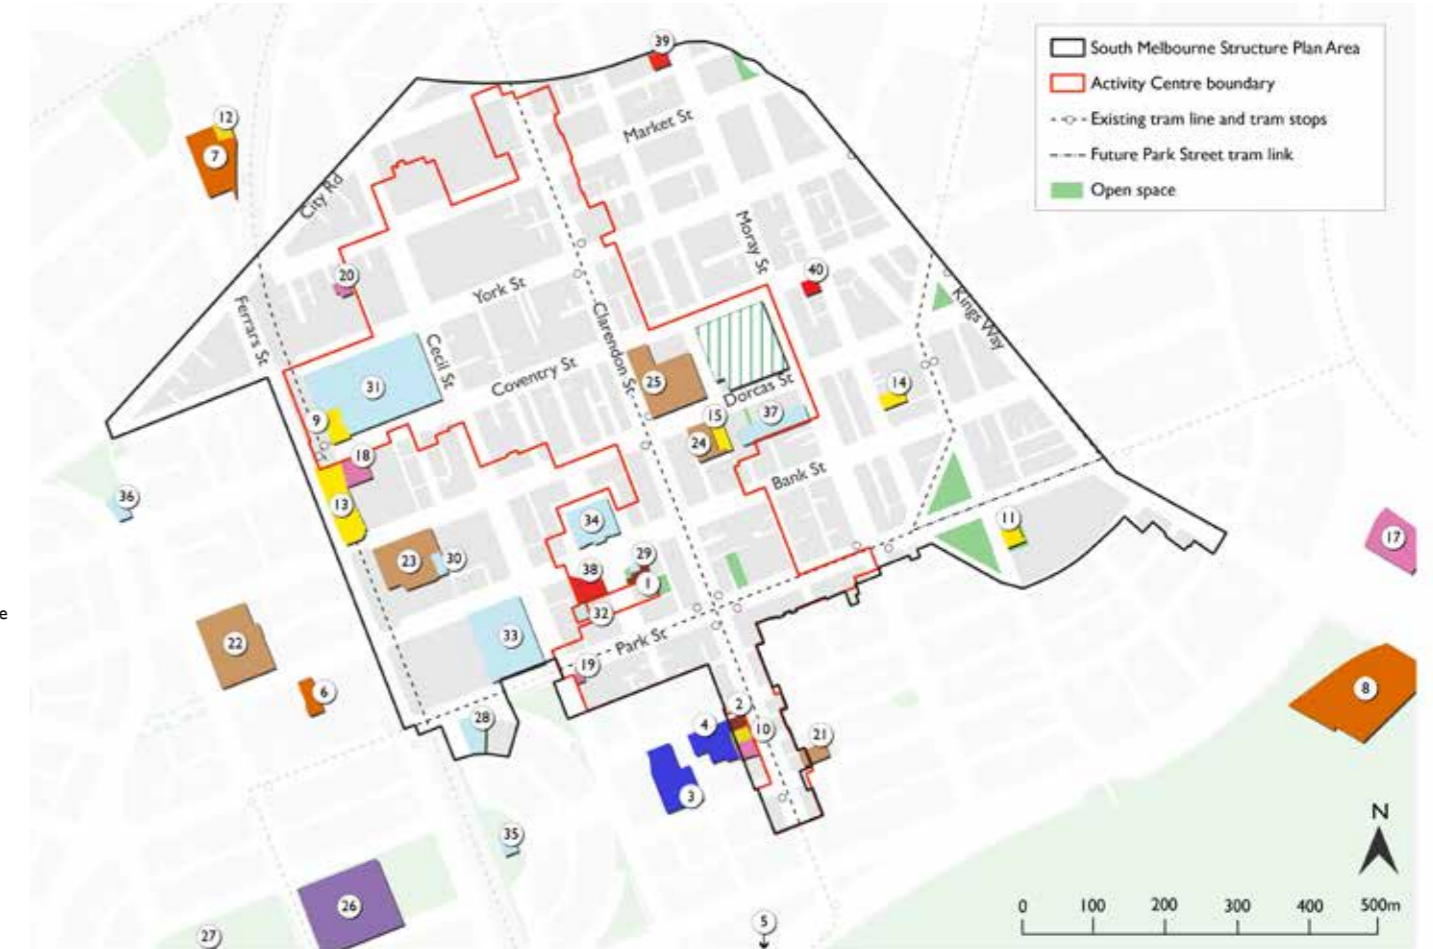 39
South Melbourne Structure Plan Area
Activity Centre boundary
Existing tram line and tram stops
Future Park Street tram link
Open space
12
7
Market St
City Rd
Moray St
20
40
York St
Ferrars St
Clarendon St
Kings Way
Cecil St
Coventry St
31
25
Dorcas St
14
9
15
37
24
18
Bank St
36
13
34
11
17
23
30
29
38
1
e
32
22
33
Park St
19
6
8
28
2
4
10
21
3
N
35
26
5
27
0
100
200
300
400
500m